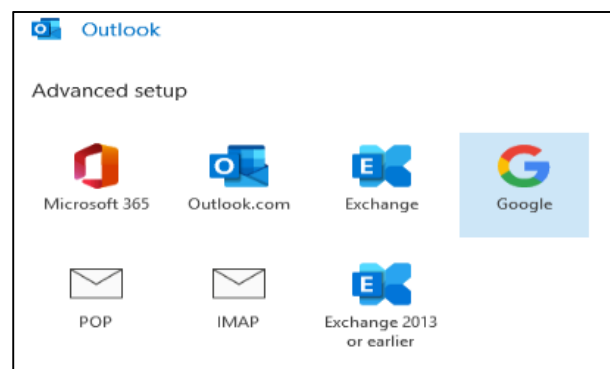 Outlook
Advanced setup
Microsoft 365
Outlook.com
Exchange
Google
POP
IMAP
Exchange 2013
or earlier